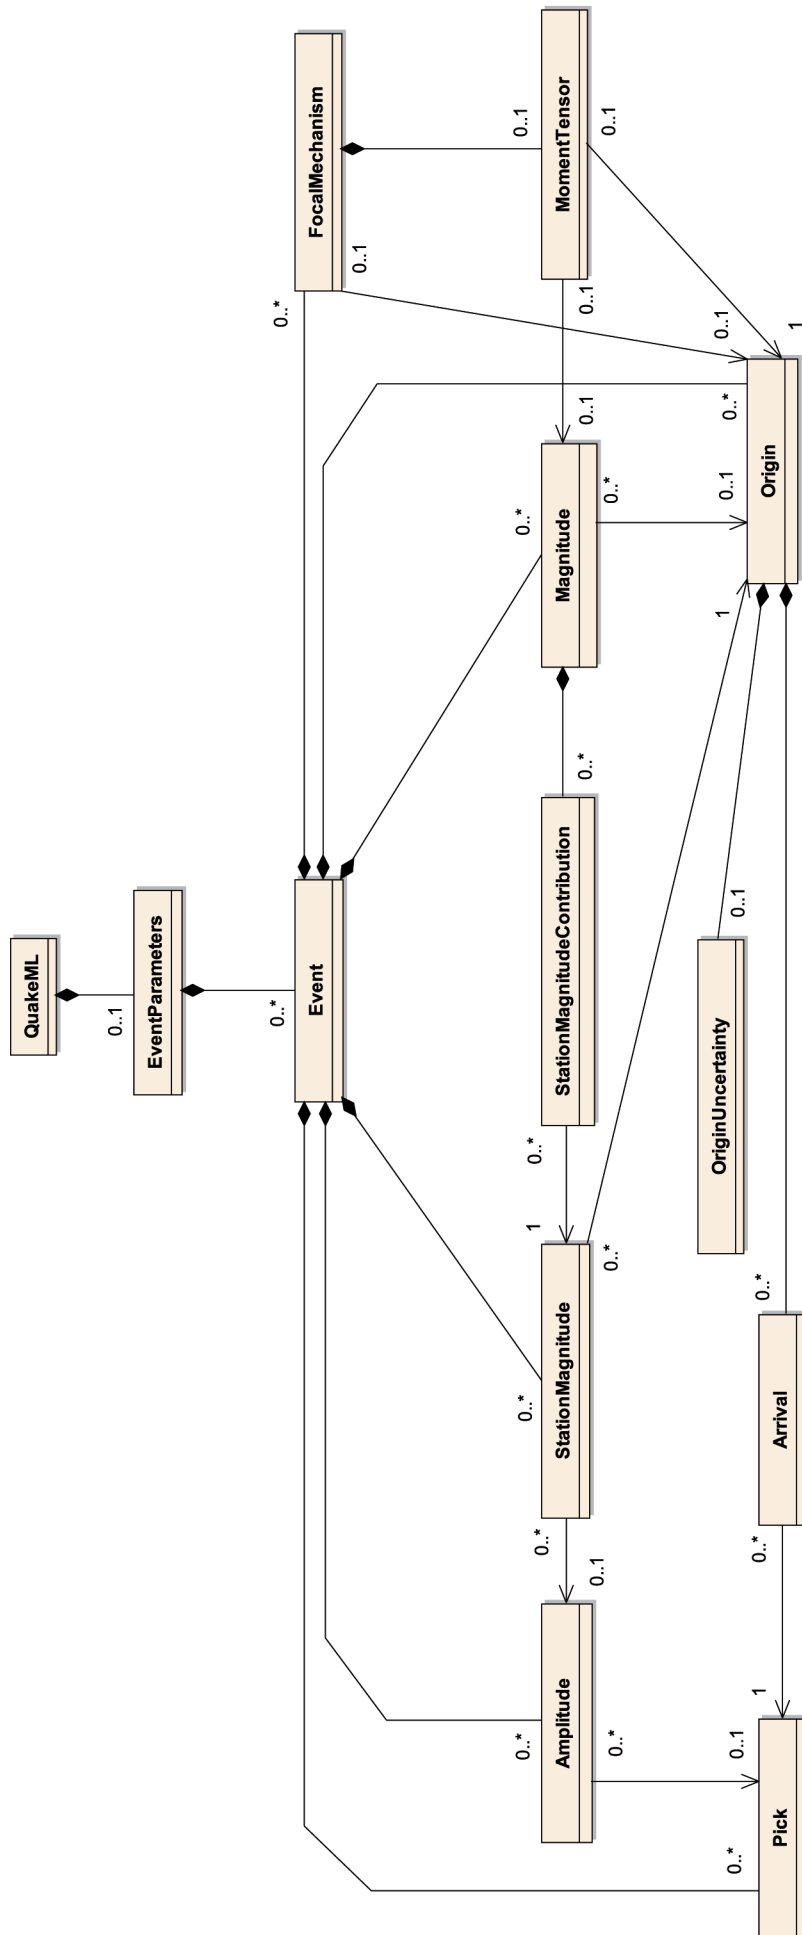 QuakeML
0..1
EventParameters
0..*
0..*
Event
FocalMechanism
0..1
0..*
0..*
0..*
1
0..*
0..*
0..1
Amplitude
StationMagnitude
StationMagnitudeContribution
Magnitude
MomentTensor
0..1
0..*
0..1
0..1
0..*
0..*
0..*
0..1
OriginUncertainty
0..*
0..1
0..1
1
0..1
0..*
0..1
1
0..*
0..*
Pick
Arrival
Origin
1